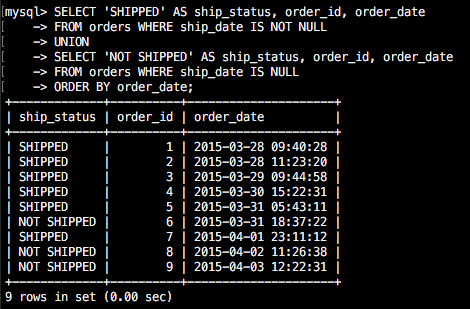 mysql> SELECT 'SHIPPED' AS ship_status, order_id, order_date
    -> FROM orders WHERE ship_date IS NOT NULL
    -> UNION
    -> SELECT 'NOT SHIPPED' AS ship_status, order_id, order_date
    -> FROM orders WHERE ship_date IS NULL
    -> ORDER BY order_date;
+-------------+----------+---------------------+
| ship_status | order_id | order_date          |
+-------------+----------+---------------------+
| SHIPPED     |        1 | 2015-03-28 09:40:28 |
| SHIPPED     |        2 | 2015-03-28 11:23:20 |
| SHIPPED     |        3 | 2015-03-29 09:44:58 |
| SHIPPED     |        4 | 2015-03-30 15:22:31 |
| SHIPPED     |        5 | 2015-03-31 05:43:11 |
| NOT SHIPPED |        6 | 2015-03-31 18:37:22 |
| SHIPPED     |        7 | 2015-04-01 23:11:12 |
| NOT SHIPPED |        8 | 2015-04-02 11:26:38 |
| NOT SHIPPED |        9 | 2015-04-03 12:22:31 |
+-------------+----------+---------------------+
9 rows in set (0.00 sec)